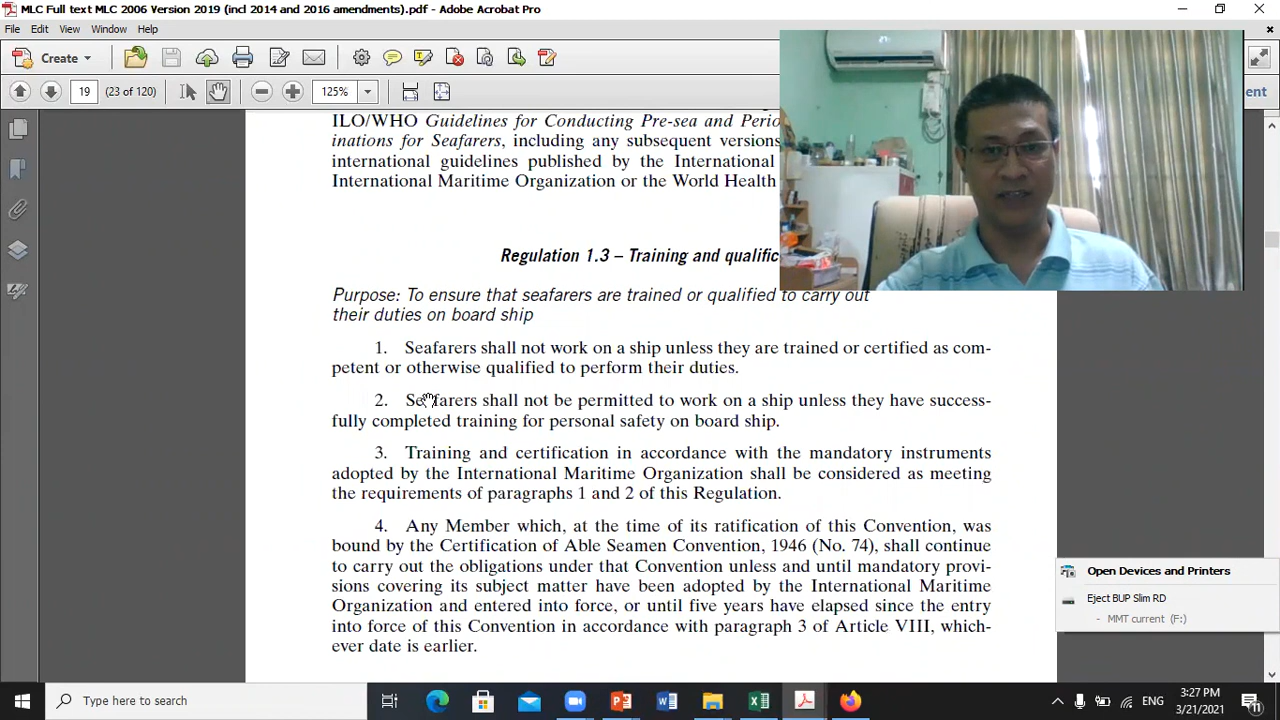 MLC Full text MLC 2006 Version 2019 (incl 2014 and 2016 amendments).pdf - Adobe Acrobat Pro
File Edit View Window Help
Create
19 (23 of 120) 125% ent
ILO/WHO Guidelines for Conducting Pre-sea and Perio
inations for Seafarers, including any subsequent versions
international guidelines published by the International
International Maritime Organization or the World Health
Regulation 1.3 – Training and qualific
Purpose: To ensure that seafarers are trained or qualified to carry out
their duties on board ship
1. Seafarers shall not work on a ship unless they are trained or certified as com-
petent or otherwise qualified to perform their duties.
2. Seafarers shall not be permitted to work on a ship unless they have success-
fully completed training for personal safety on board ship.
3. Training and certification in accordance with the mandatory instruments
adopted by the International Maritime Organization shall be considered as meeting
the requirements of paragraphs 1 and 2 of this Regulation.
4. Any Member which, at the time of its ratification of this Convention, was
bound by the Certification of Able Seamen Convention, 1946 (No. 74), shall continue
to carry out the obligations under that Convention unless and until mandatory provi-
sions covering its subject matter have been adopted by the International Maritime
Organization and entered into force, or until five years have elapsed since the entry
into force of this Convention in accordance with paragraph 3 of Article VIII, which-
ever date is earlier.
Open Devices and Printers
Eject BUP Slim RD
- MMT current (F:)
Type here to search
ENG
3:27 PM
3/21/2021
11